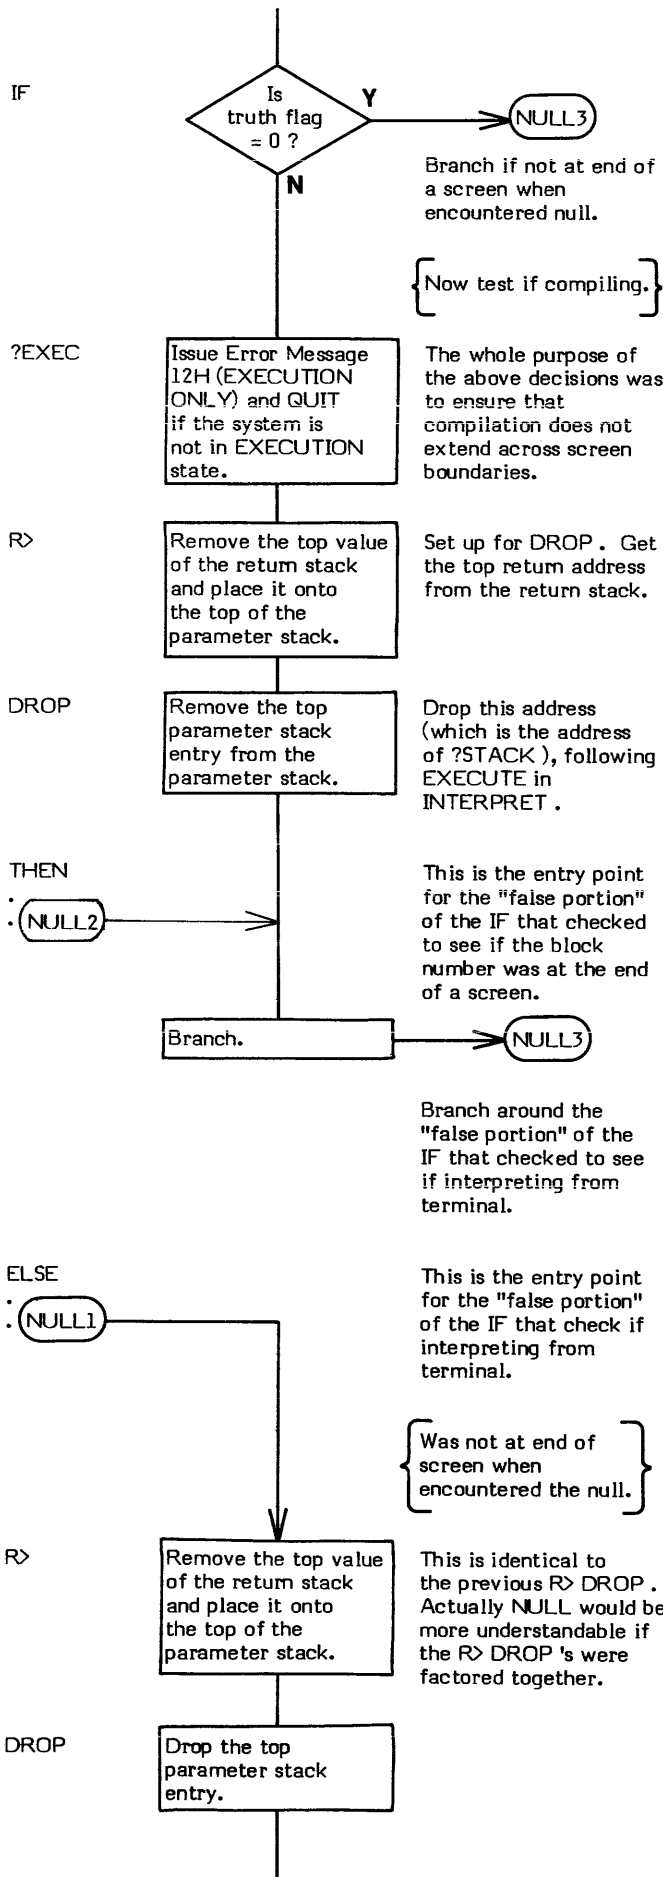 IF
Is
truth flag
= 0 ?
Y
N
NULL3
Branch if not at end of
a screen when
encountered null.
Now test if compiling.
?EXEC
Issue Error Message
12H (EXECUTION
ONLY) and QUIT
if the system is
not in EXECUTION
state.
The whole purpose of
the above decisions was
to ensure that
compilation does not
extend across screen
boundaries.
R>
Remove the top value
of the return stack
and place it onto
the top of the
parameter stack.
Set up for DROP . Get
the top return address
from the return stack.
DROP
Remove the top
parameter stack
entry from the
parameter stack.
Drop this address
(which is the address
of ?STACK ), following
EXECUTE in
INTERPRET .
THEN
: NULL2
This is the entry point
for the "false portion"
of the IF that checked
to see if the block
number was at the end
of a screen.
Branch.
NULL3
Branch around the
"false portion" of the
IF that checked to see
if interpreting from
terminal.
ELSE
: NULL1
This is the entry point
for the "false portion"
of the IF that check if
interpreting from
terminal.
Was not at end of
screen when
encountered the null.
R>
Remove the top value
of the return stack
and place it onto
the top of the
parameter stack.
This is identical to
the previous R> DROP .
Actually NULL would be
more understandable if
the R> DROP 's were
factored together.
DROP
Drop the top
parameter stack
entry.